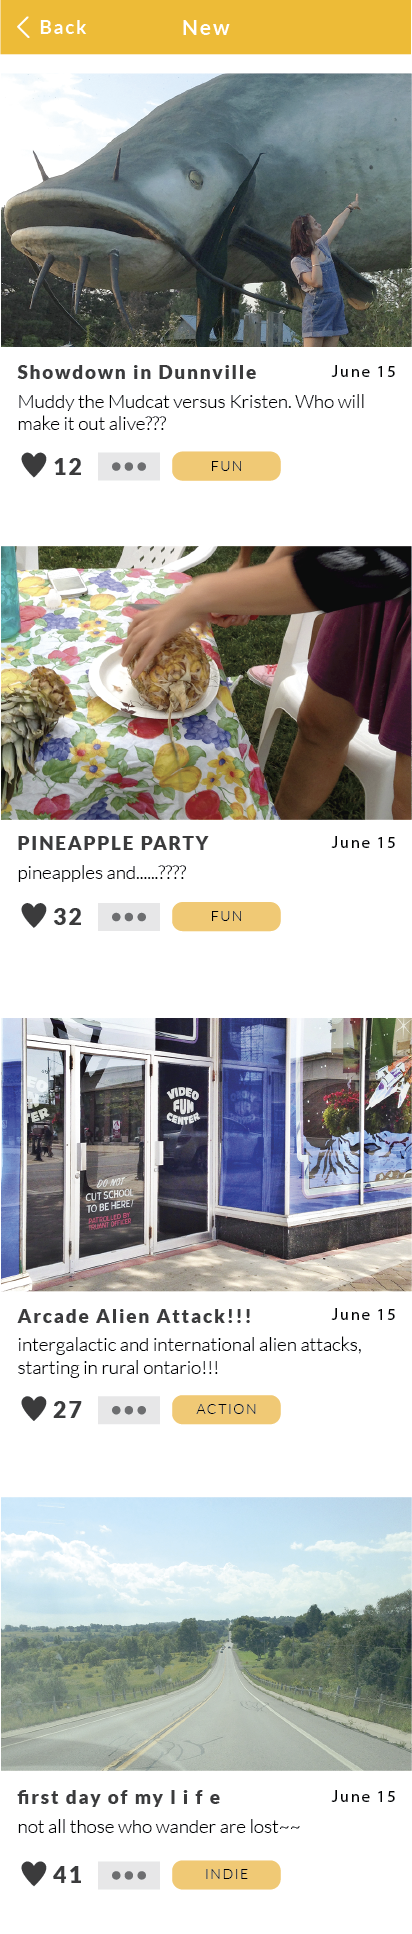 Back
New
Showdown in Dunnville
June 15
Muddy the Mudcat versus Kristen. Who will
make it out alive???
12
FUN
PINEAPPLE PARTY
June 15
pineapples and......????
32
FUN
VIDEO
FUN
CENTER
DO NOT
CUT SCHOOL
TO BE HERE!
PATROLLED BY
TRUANT OFFICER
Arcade Alien Attack!!!
June 15
intergalactic and international alien attacks,
starting in rural ontario!!!
27
ACTION
first day of my l i f e
June 15
not all those who wander are lost~~
41
INDIE